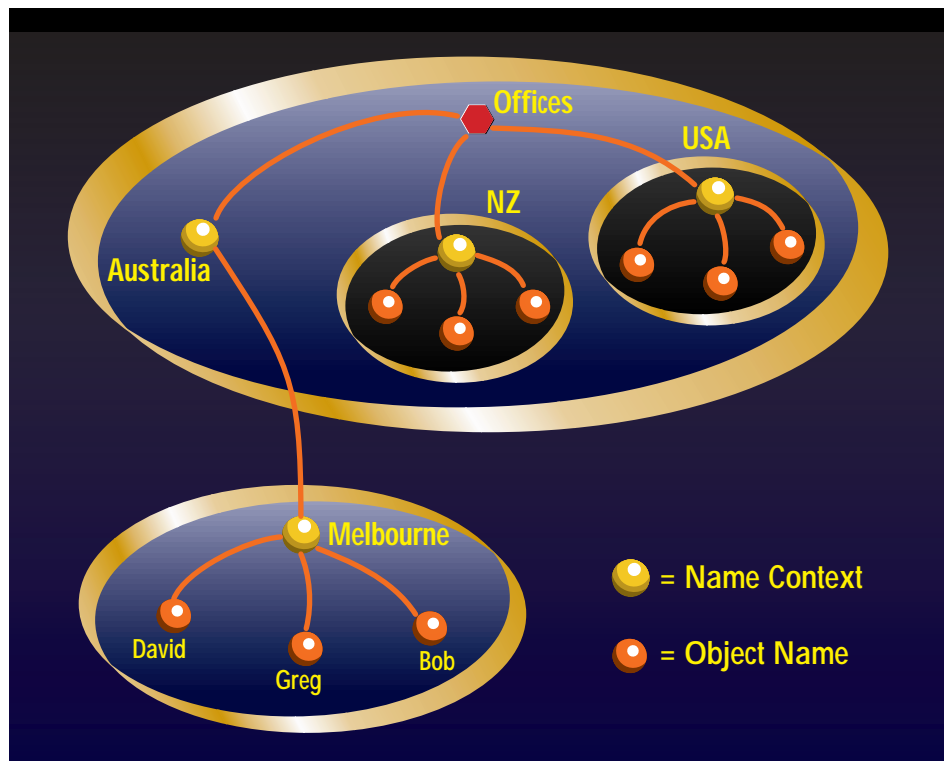 Offices
USA
NZ
Australia
Melbourne
David
Greg
Bob
= Name Context
= Object Name